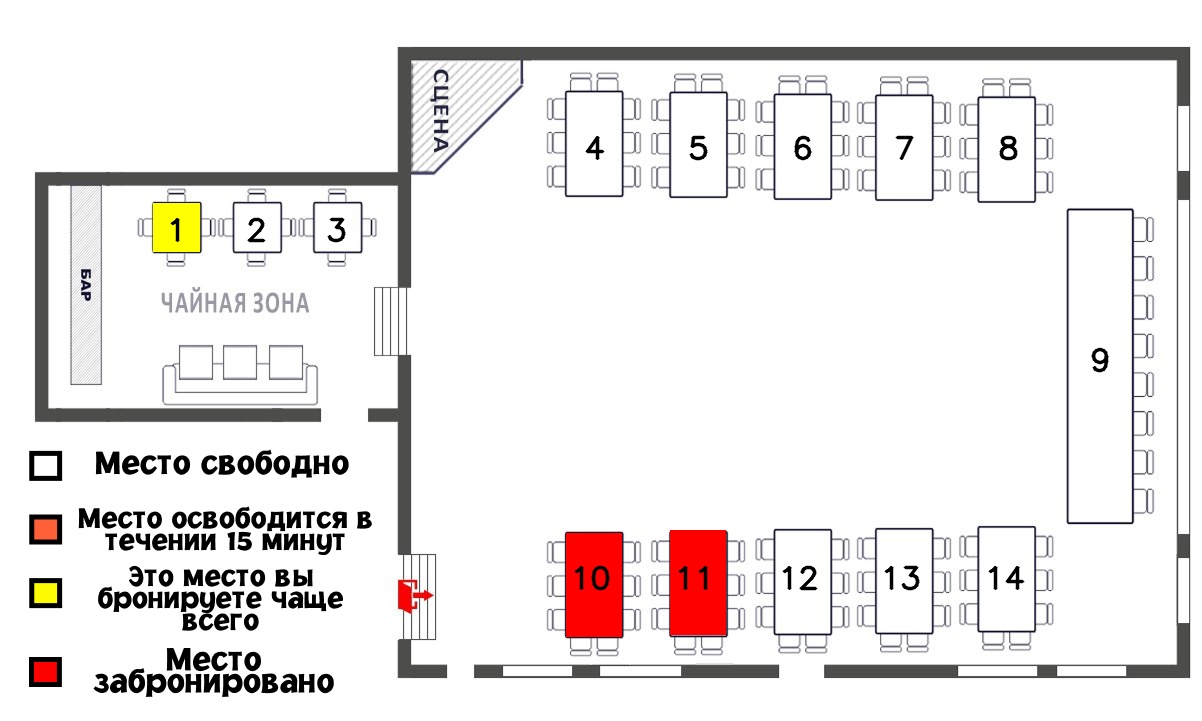 СЦЕНА
4
5
6
7
8
1
2
3
БАР
ЧАЙНАЯ ЗОНА
9
Место свободно
Место освободится в
течении 15 минут
Это место вы
бронируете чаще
всего
Место
забронировано
10
11
12
13
14